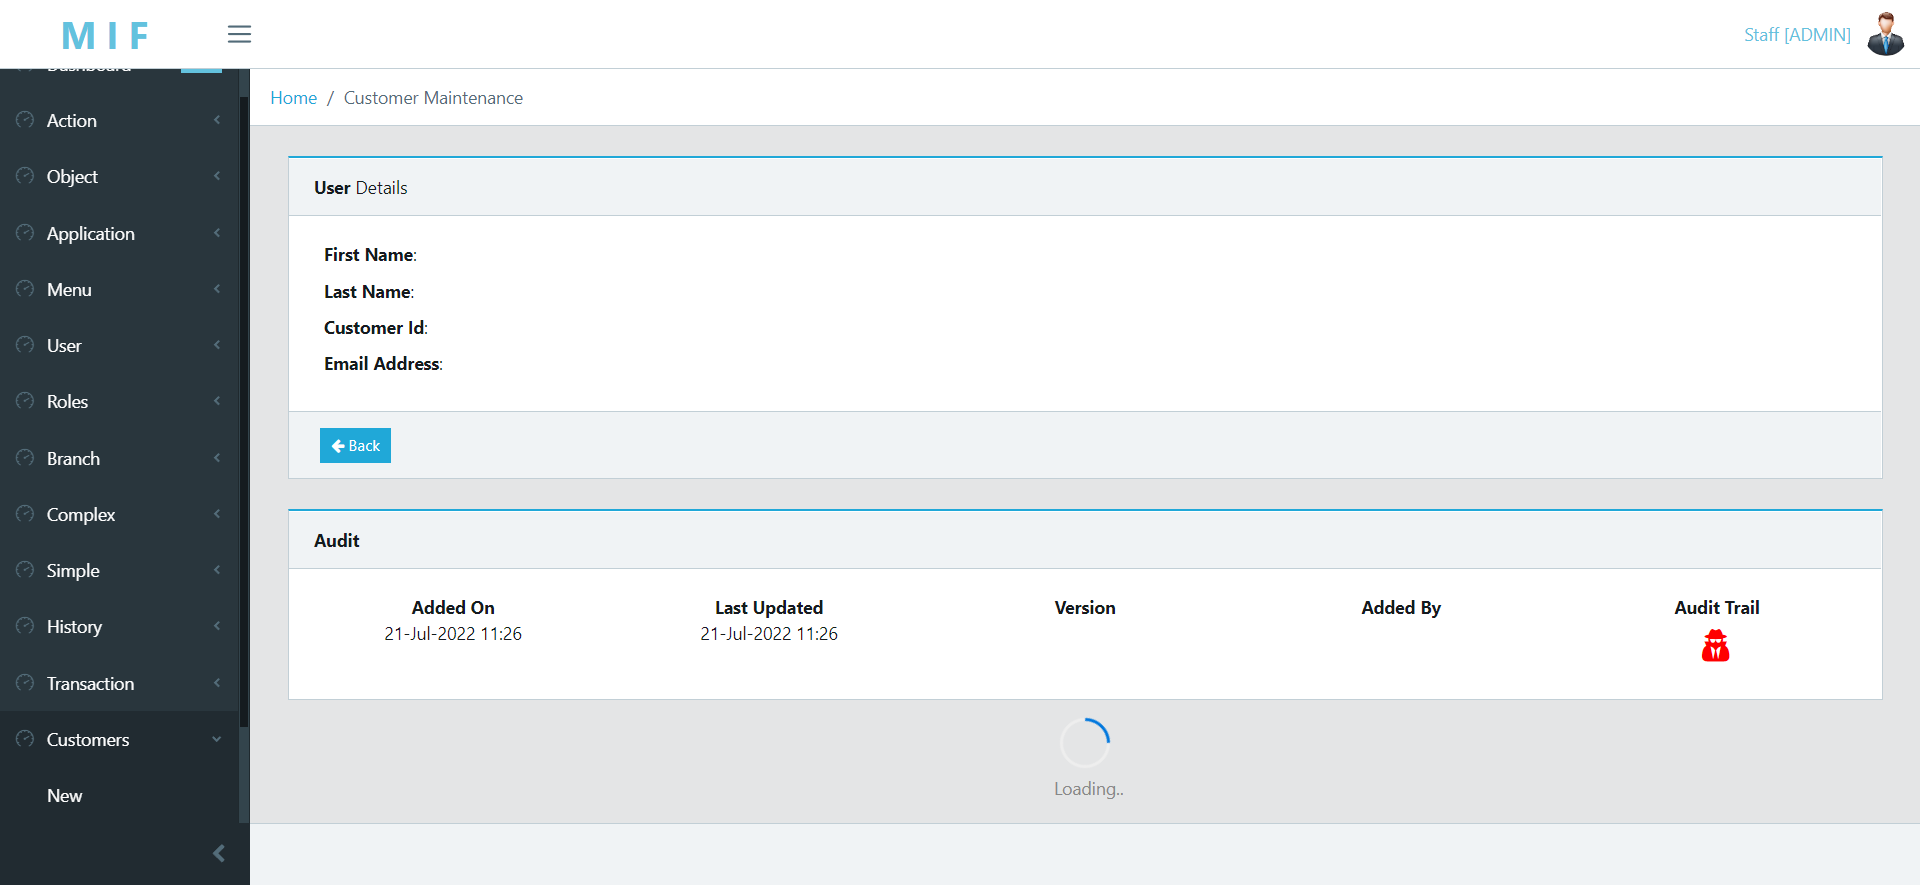 M I F
Staff [ADMIN]
Dashboard
Home / Customer Maintenance
Action
Object
Application
Menu
User
Roles
Branch
Complex
Simple
History
Transaction
Customers
New
User Details
First Name:
Last Name:
Customer Id:
Email Address:
Back
Audit
Added On Last Updated Version Added By Audit Trail
21-Jul-2022 11:26 21-Jul-2022 11:26
Loading..